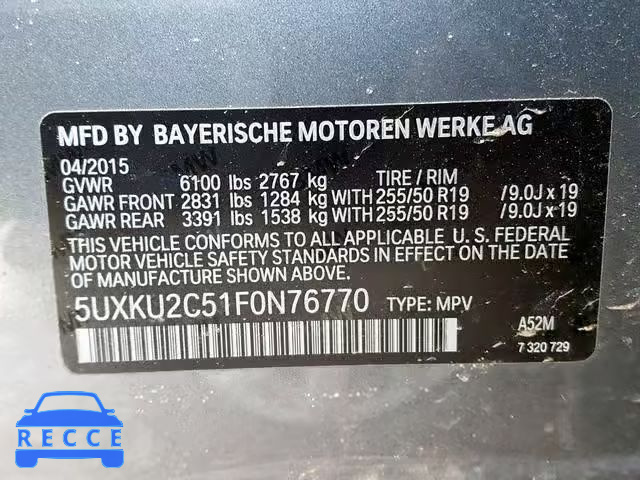 MFD BY BAYERISCHE MOTOREN WERKE AG
04/2015 TIRE / RIM
GVWR 6100 lbs 2767 kg
GAWR FRONT 2831 lbs 1284 kg WITH 255/50 R19 /9.0J x 19
GAWR REAR 3391 lbs 1538 kg WITH 255/50 R19 /9.0J x 19
THIS VEHICLE CONFORMS TO ALL APPLICABLE U. S. FEDERAL
MOTOR VEHICLE SAFETY STANDARDS IN EFFECT ON THE
DATE OF MANUFACTURE SHOWN ABOVE.
5UXKU2C51F0N76770 TYPE: MPV
A52M
7 320 729
RECCE